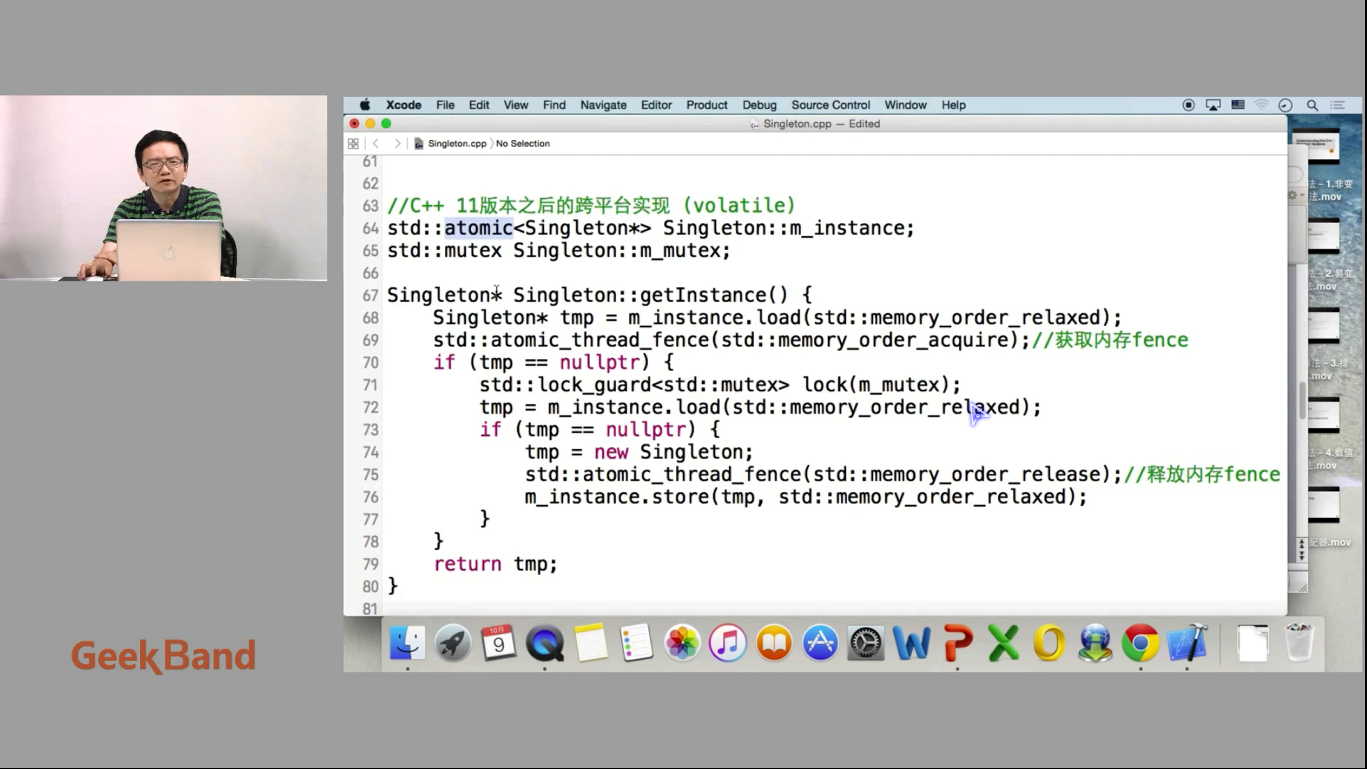 Xcode File Edit View Find Navigate Editor Product Debug Source Control Window Help
Singleton.cpp — Edited
Singleton.cpp 〉No Selection
61
62
63 //C++ 11版本之后的跨平台实现 (volatile)
64 std::atomic<Singleton*> Singleton::m_instance;
65 std::mutex Singleton::m_mutex;
66
67 Singleton* Singleton::getInstance() {
68 Singleton* tmp = m_instance.load(std::memory_order_relaxed);
69 std::atomic_thread_fence(std::memory_order_acquire);//获取内存fence
70 if (tmp == nullptr) {
71 std::lock_guard<std::mutex> lock(m_mutex);
72 tmp = m_instance.load(std::memory_order_relaxed);
73 if (tmp == nullptr) {
74 tmp = new Singleton;
75 std::atomic_thread_fence(std::memory_order_release);//释放内存fence
76 m_instance.store(tmp, std::memory_order_relaxed);
77 }
78 }
79 return tmp;
80 }
81
法－1.非变
.mov
－2.易变
法.mov
－3.排
.mov
－4.数值
法.mov
配器.mov
10月
9
GeekBand